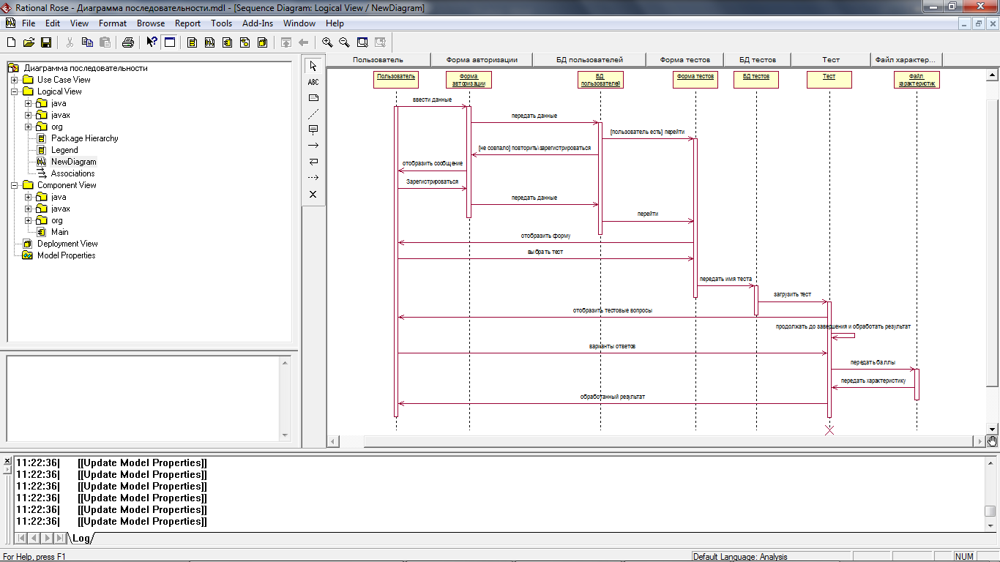 Rational Rose - Диаграмма последовательности.mdl - [Sequence Diagram: Logical View / NewDiagram]
File Edit View Format Browse Report Tools Add-Ins Window Help
Диаграмма последовательности
Use Case View
Logical View
java
javax
org
Package Hierarchy
Legend
NewDiagram
Associations
Component View
java
javax
org
Main
Deployment View
Model Properties
ABC
Пользователь Форма авторизации БД пользователей Форма тестов БД тестов Тест Файл характер...
Пользователь
Форма
авторизации
БД
пользователей
Форма тестов
БД тестов
Тест
Файл
характеристик
ввести данные
передать данные
[пользователь есть] перейти
[не совпало] повторить\зарегистрироваться
отобразить сообщение
Зарегистрироваться
передать данные
перейти
отобразить форму
выбрать тест
передать имя теста
загрузить тест
отобразить тестовые вопросы
продолжать до завершения и обработать результат
варианты ответов
передать баллы
передать характеристику
обработанный результат
11:22:36| [[Update Model Properties]]
11:22:36| [[Update Model Properties]]
11:22:36| [[Update Model Properties]]
11:22:36| [[Update Model Properties]]
11:22:36| [[Update Model Properties]]
11:22:36| [[Update Model Properties]]
Log
For Help, press F1
Default Language: Analysis
NUM